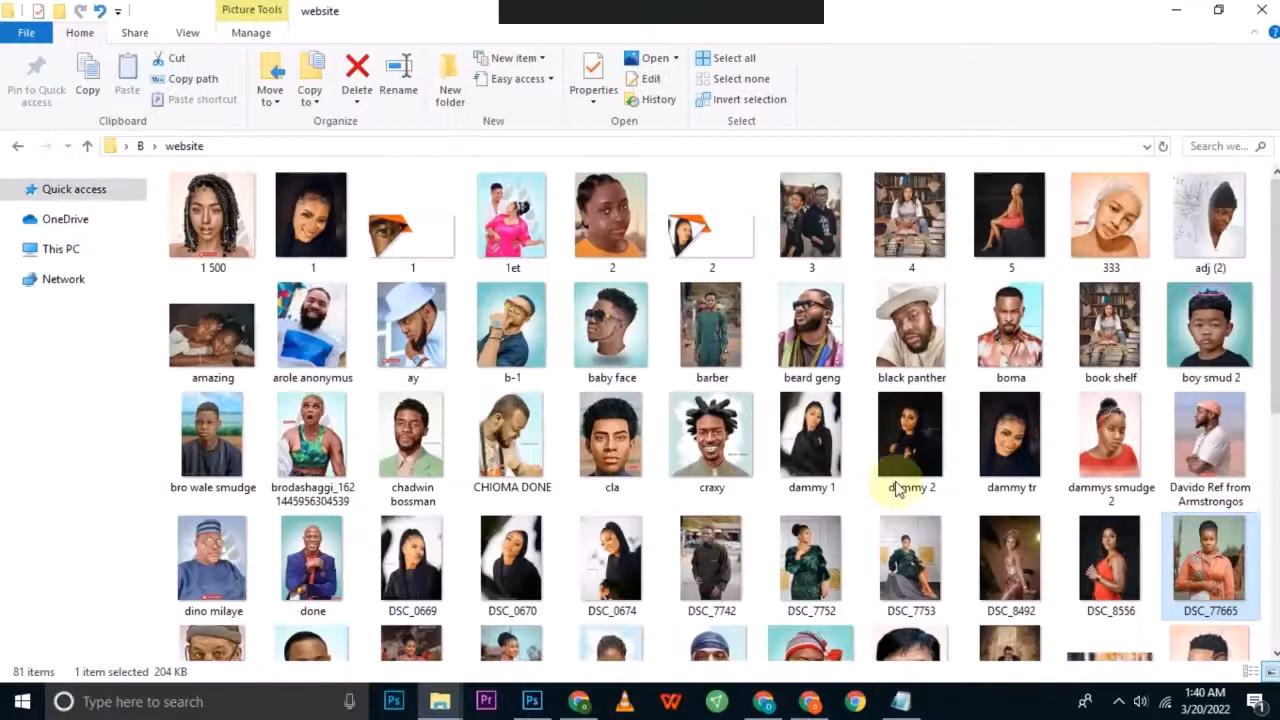 Picture Tools website
File Home Share View Manage
Pin to Quick access
Copy
Paste
Cut
Copy path
Paste shortcut
Clipboard
Move to
Copy to
Delete
Rename
Organize
New folder
New item
Easy access
New
Properties
Open
Edit
History
Open
Select all
Select none
Invert selection
Select
B › website
Search we...
Quick access
OneDrive
This PC
Network
1 500 1 1 1et 2 2 3 4 5 333 adj (2)
amazing arole anonymus ay b-1 baby face barber beard geng black panther boma book shelf boy smud 2
bro wale smudge brodashaggi_1621445956304539 chadwin bossman CHIOMA DONE cla craxy dammy 1 dammy 2 dammy tr dammys smudge 2 Davido Ref from Armstrongos
dino milaye done DSC_0669 DSC_0670 DSC_0674 DSC_7742 DSC_7752 DSC_7753 DSC_8492 DSC_8556 DSC_77665
81 items 1 item selected 204 KB
Type here to search
1:40 AM
3/20/2022